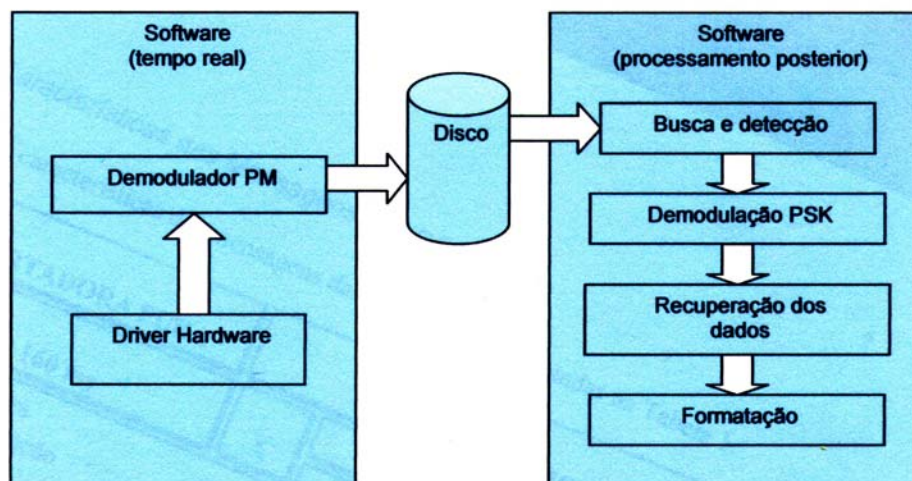 Software
(tempo real)
Demodulador PM
Driver Hardware
Disco
Software
(processamento posterior)
Busca e detecção
Demodulação PSK
Recuperação dos
dados
Formatação